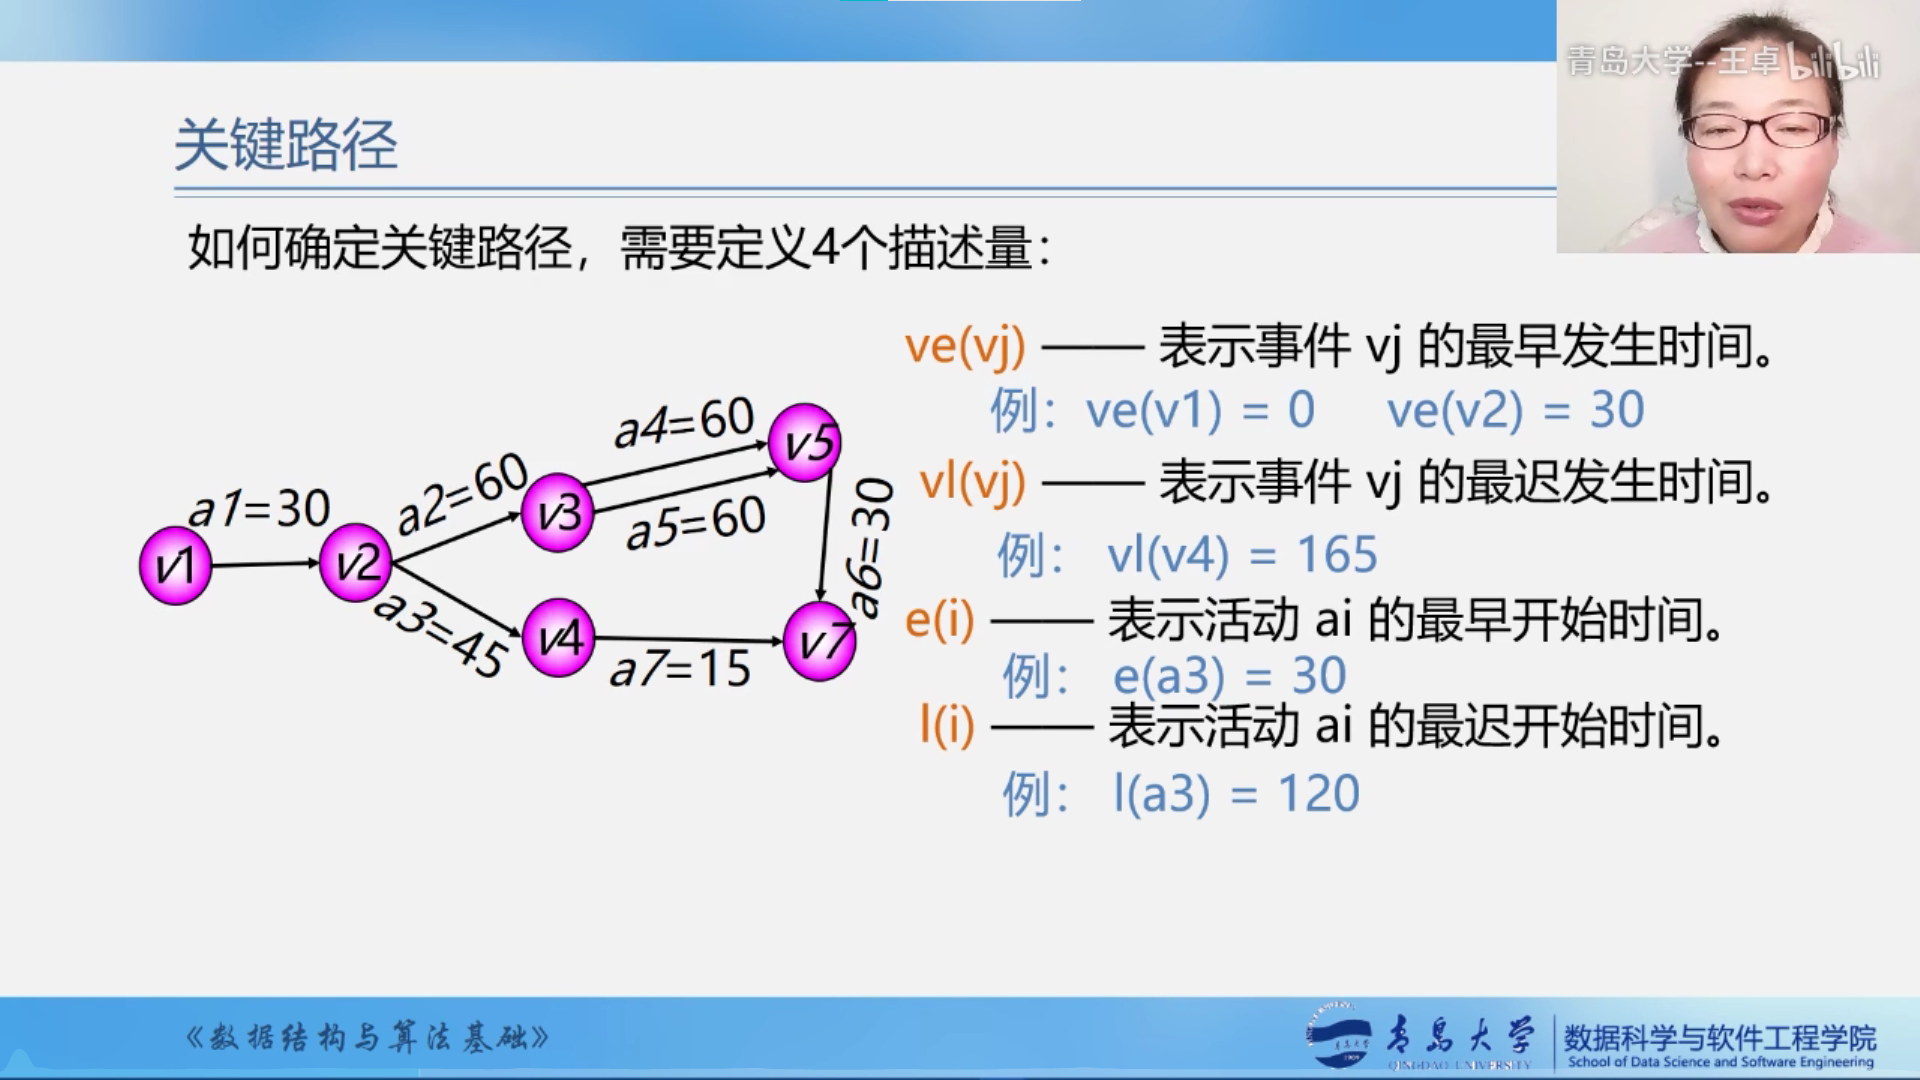 青岛大学--王卓 bilibili
关键路径
如何确定关键路径，需要定义4个描述量：
ve(vj) —— 表示事件 vj 的最早发生时间。
例：ve(v1) = 0 ve(v2) = 30
vl(vj) —— 表示事件 vj 的最迟发生时间。
例： vl(v4) = 165
e(i) —— 表示活动 ai 的最早开始时间。
例： e(a3) = 30
l(i) —— 表示活动 ai 的最迟开始时间。
例： l(a3) = 120
a4=60
v5
a2=60
a1=30
v3
a5=60
a6=30
v1
v2
a3=45
v4
v7
a7=15
《数据结构与算法基础》
青岛大学
QINGDAO UNIVERSITY
数据科学与软件工程学院
School of Data Science and Software Engineering